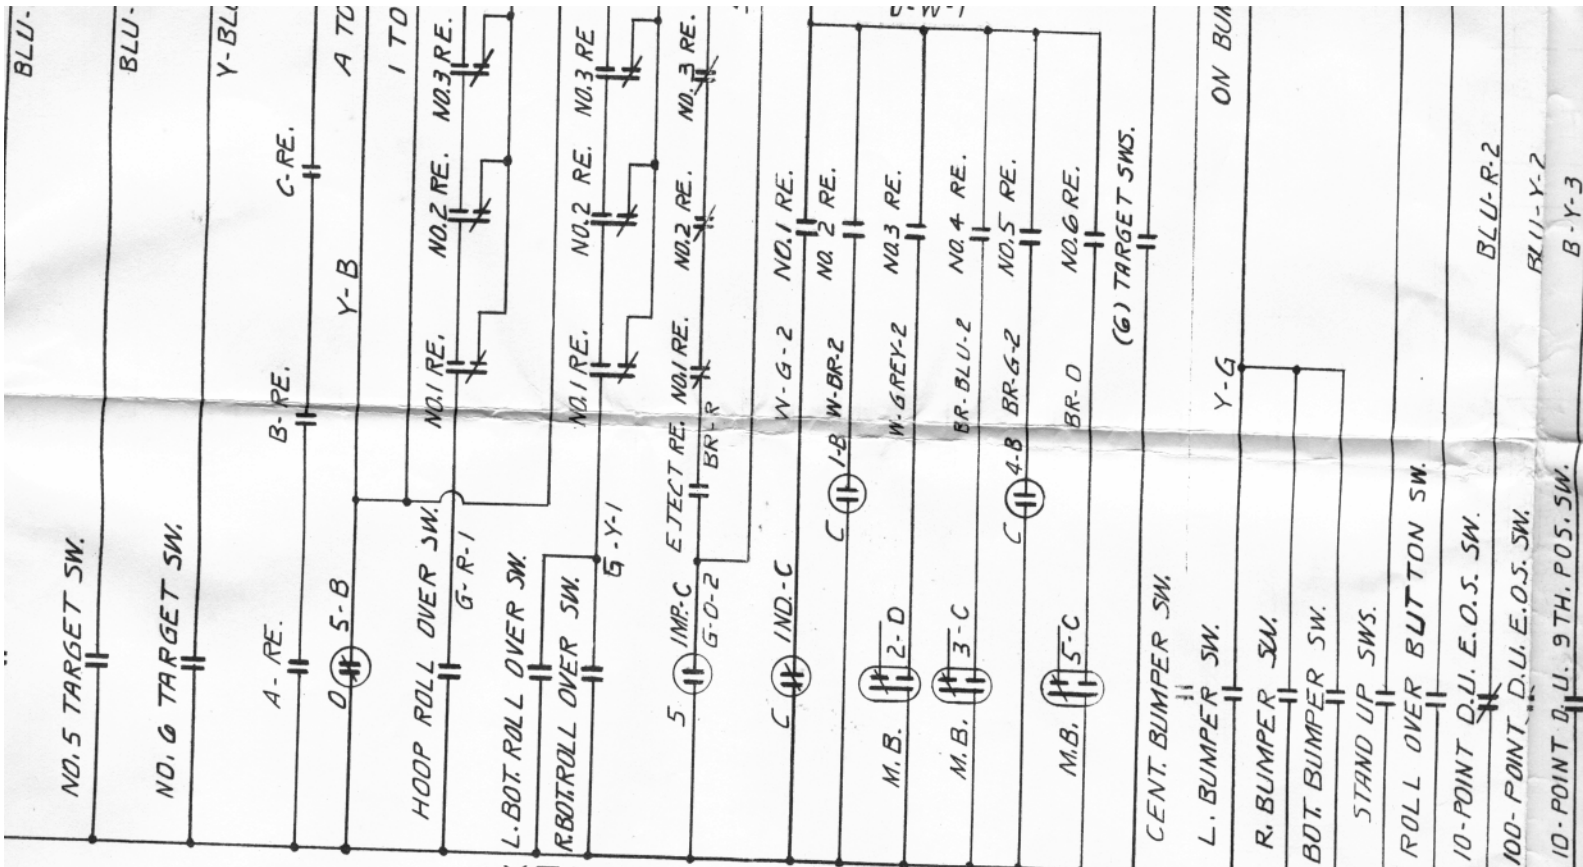 BLU-
NO. 5 TARGET SW.
BLU-
NO. 6 TARGET SW.
Y-BLU
A- RE.
B-RE.
C-RE.
O
5-B
Y-B
A TO
1 TO
HOOP ROLL OVER SW.
G-R-1
NO.1 RE.
NO.2 RE.
NO.3 RE.
L. BOT. ROLL OVER SW.
R.BOT.ROLL OVER SW.
G-Y-1
NO.1 RE.
NO.2 RE.
NO.3 RE
5
IMP.-C
G-O-2
EJECT RE.
BR-R
NO.1 RE.
NO.2 RE.
NO.3 RE.
C
IND.-C
W-G-2
NO.1 RE.
C
1-B
W-BR-2
NO. 2 RE.
M.B.
2-D
W-GREY-2
NO.3 RE.
M.B.
3-C
BR-BLU-2
NO.4 RE.
C
4-B
BR-G-2
NO.5 RE.
M.B.
5-C
BR-O
NO.6 RE.
CENT. BUMPER SW.
(6) TARGET SWS.
L. BUMPER SW.
Y-G
ON BUM
R. BUMPER SW.
BOT. BUMPER SW.
STAND UP SWS.
ROLL OVER BUTTON SW.
10-POINT D.U. E.O.S. SW.
BLU-R-2
100-POINT D.U. E.O.S. SW.
BLU-Y-2
10-POINT D.U. 9TH. POS. SW.
B-Y-3